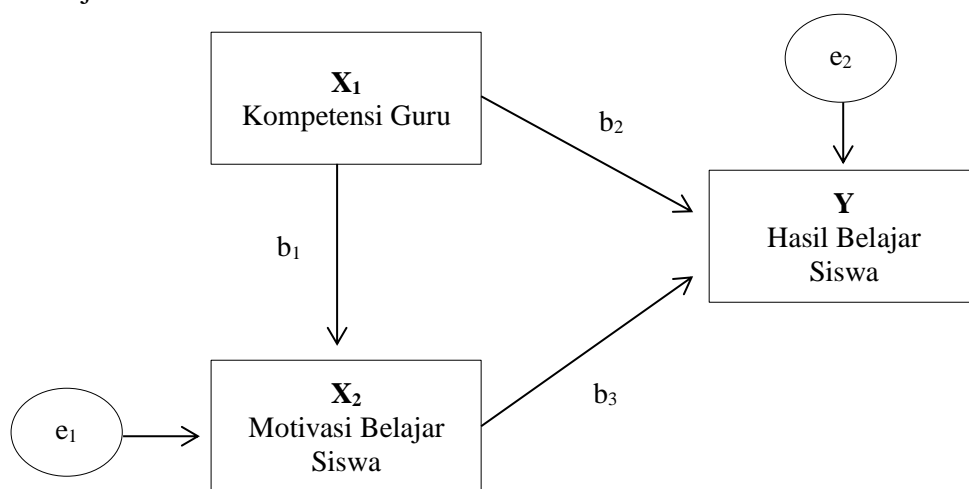 X₁
Kompetensi Guru
e₂
b₂
Y
Hasil Belajar
Siswa
b₁
X₂
Motivasi Belajar
Siswa
b₃
e₁